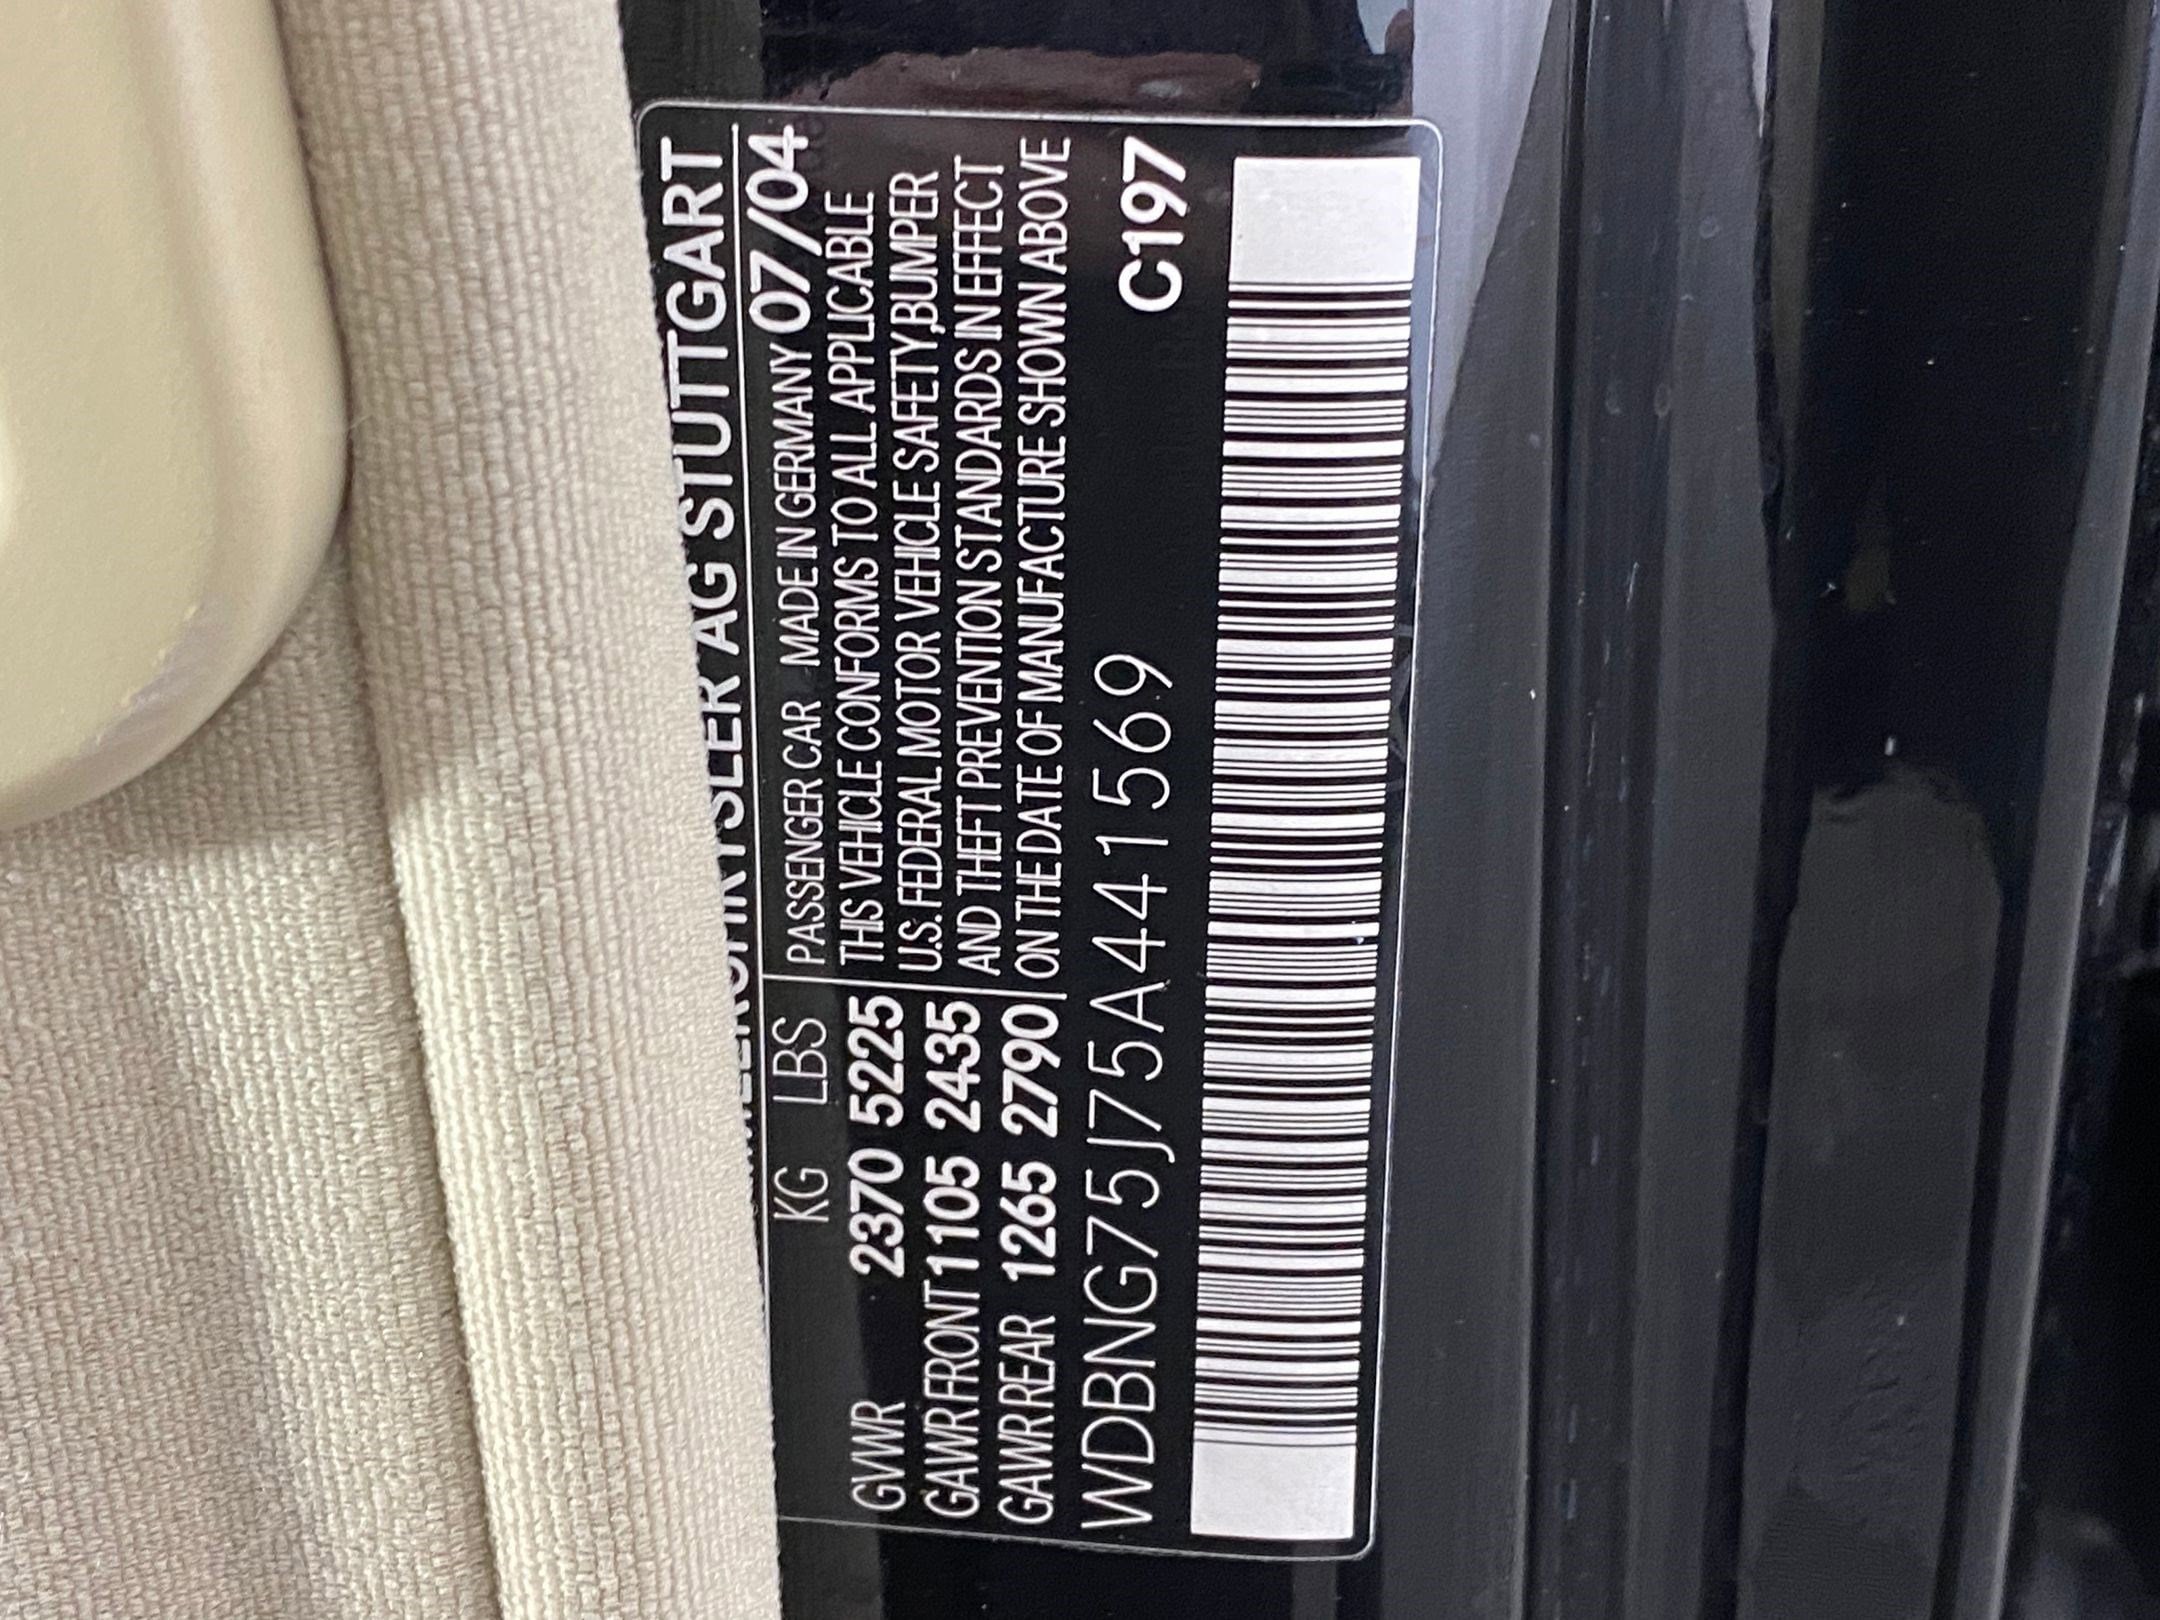 AG STUTTGART
KG LBS PASSENGER CAR MADE IN GERMANY 07/04
GVWR 2370 5225 THIS VEHICLE CONFORMS TO ALL APPLICABLE
U.S. FEDERAL MOTOR VEHICLE SAFETY,BUMPER
GAWR FRONT 1105 2435 AND THEFT PREVENTION STANDARDS IN EFFECT
GAWR REAR 1265 2790 ON THE DATE OF MANUFACTURE SHOWN ABOVE
WDBNG75J75A441569 C197